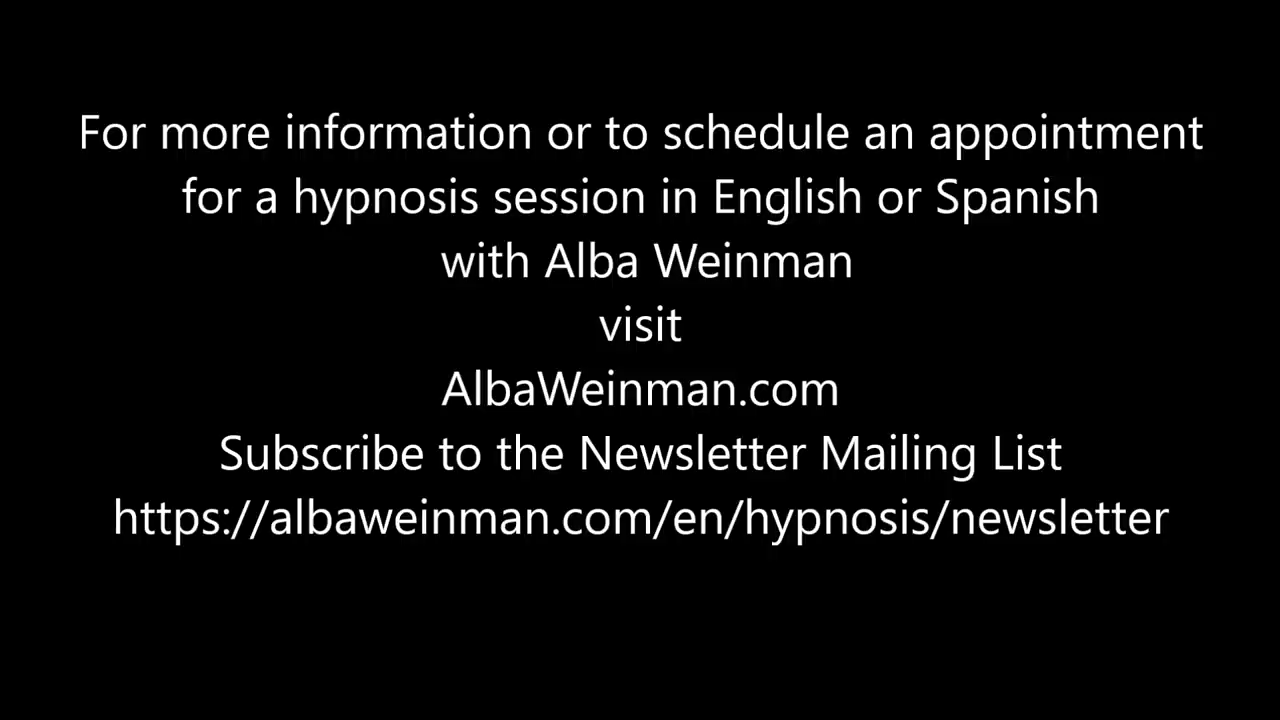 For more information or to schedule an appointment
for a hypnosis session in English or Spanish
with Alba Weinman
visit
AlbaWeinman.com
Subscribe to the Newsletter Mailing List
https://albaweinman.com/en/hypnosis/newsletter